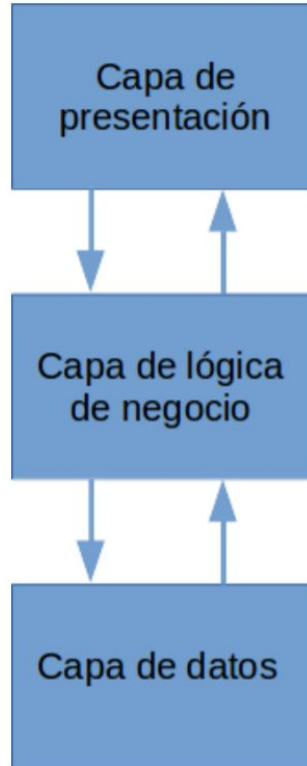 Capa de
presentación
Capa de lógica
de negocio
Capa de datos